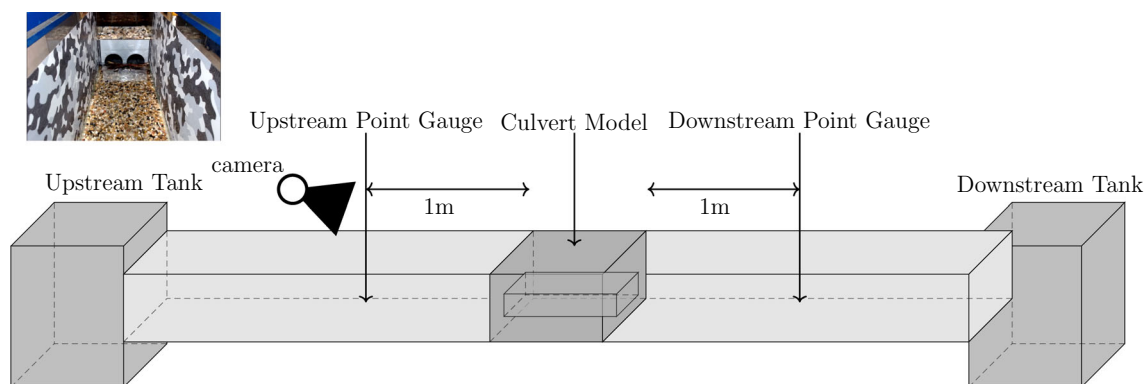 Upstream Point Gauge
Culvert Model
Downstream Point Gauge
camera
Upstream Tank
1m
1m
Downstream Tank